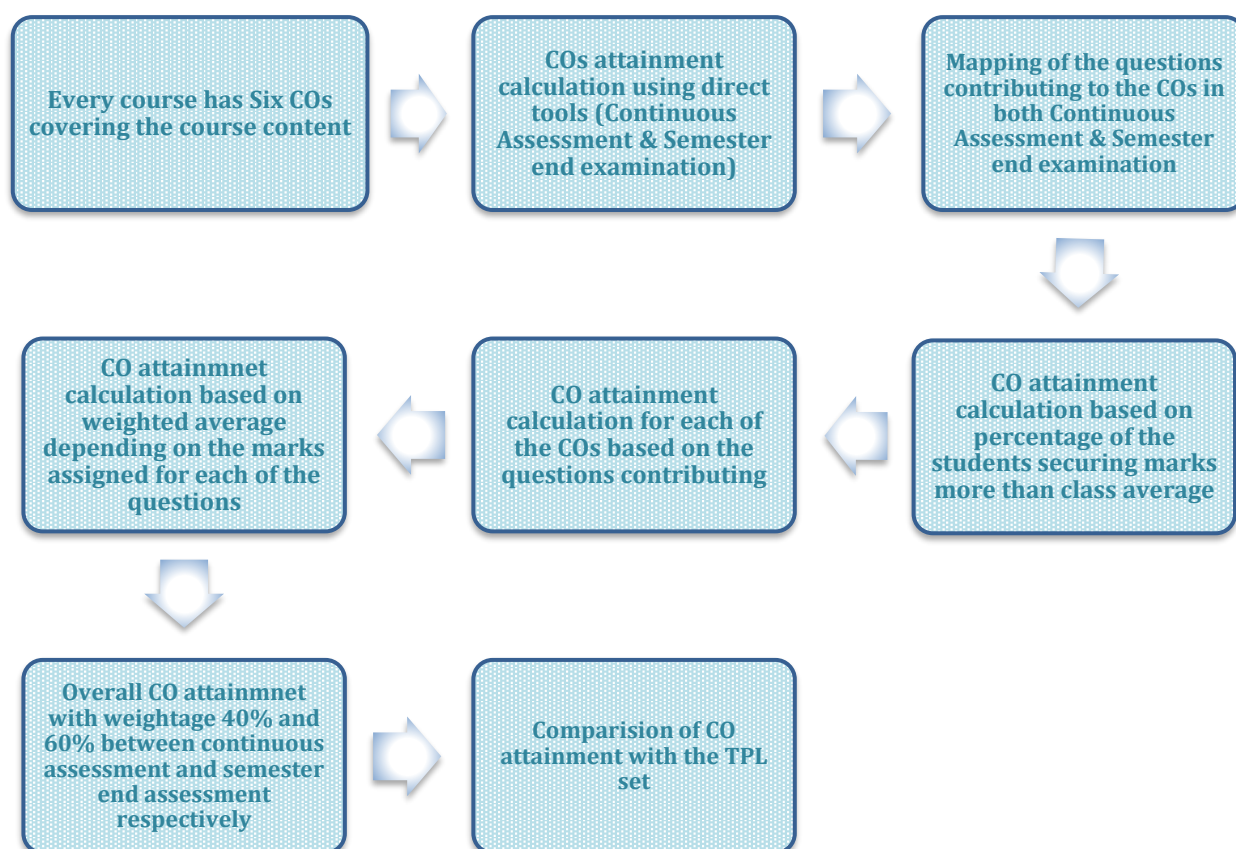 Every course has Six COs
covering the course content
COs attainment
calculation using direct
tools (Continuous
Assessment & Semester
end examination)
Mapping of the questions
contributing to the COs in
both Continuous
Assessment & Semester
end examination
CO attainment
calculation based on
percentage of the
students securing marks
more than class average
CO attainment
calculation for each of
the COs based on the
questions contributing
CO attainmnet
calculation based on
weighted average
depending on the marks
assigned for each of the
questions
Overall CO attainmnet
with weightage 40% and
60% between continuous
assessment and semester
end assessment
respectively
Comparision of CO
attainment with the TPL
set